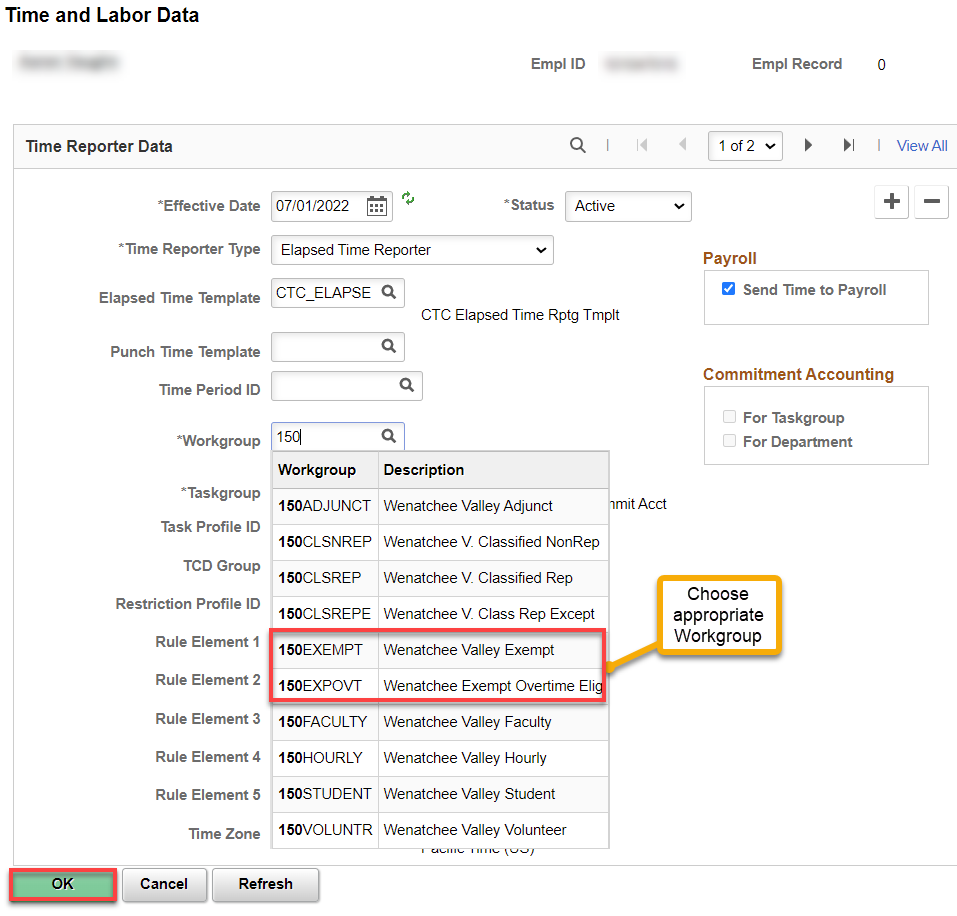 Time and Labor Data
Empl ID
Empl Record 0
Time Reporter Data
1 of 2
View All
*Effective Date 07/01/2022
*Status Active
*Time Reporter Type Elapsed Time Reporter
Payroll
Send Time to Payroll
Elapsed Time Template CTC_ELAPSE
CTC Elapsed Time Rptg Tmplt
Punch Time Template
Time Period ID
Commitment Accounting
For Taskgroup
For Department
*Workgroup 150
Workgroup Description
150ADJUNCT Wenatchee Valley Adjunct
150CLSNREP Wenatchee V. Classified NonRep
150CLSREP Wenatchee V. Classified Rep
150CLSREPE Wenatchee V. Class Rep Except
150EXEMPT Wenatchee Valley Exempt
150EXPOVT Wenatchee Exempt Overtime Elig
150FACULTY Wenatchee Valley Faculty
150HOURLY Wenatchee Valley Hourly
150STUDENT Wenatchee Valley Student
150VOLUNTR Wenatchee Valley Volunteer
*Taskgroup
Acct
Task Profile ID
TCD Group
Restriction Profile ID
Rule Element 1
Rule Element 2
Rule Element 3
Rule Element 4
Rule Element 5
Time Zone
Pacific Time (US)
Choose
appropriate
Workgroup
OK
Cancel
Refresh